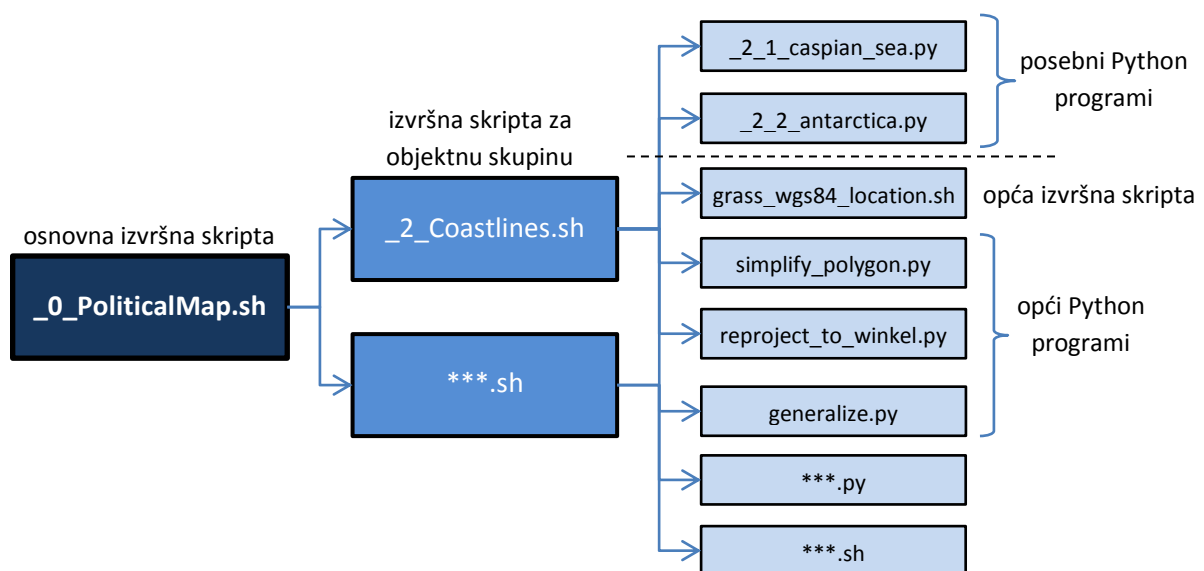 osnovna izvršna skripta
_0_PoliticalMap.sh
izvršna skripta za
objektnu skupinu
_2_Coastlines.sh
***.sh
_2_1_caspian_sea.py
_2_2_antarctica.py
posebni Python
programi
grass_wgs84_location.sh
opća izvršna skripta
simplify_polygon.py
reproject_to_winkel.py
generalize.py
opći Python
programi
***.py
***.sh